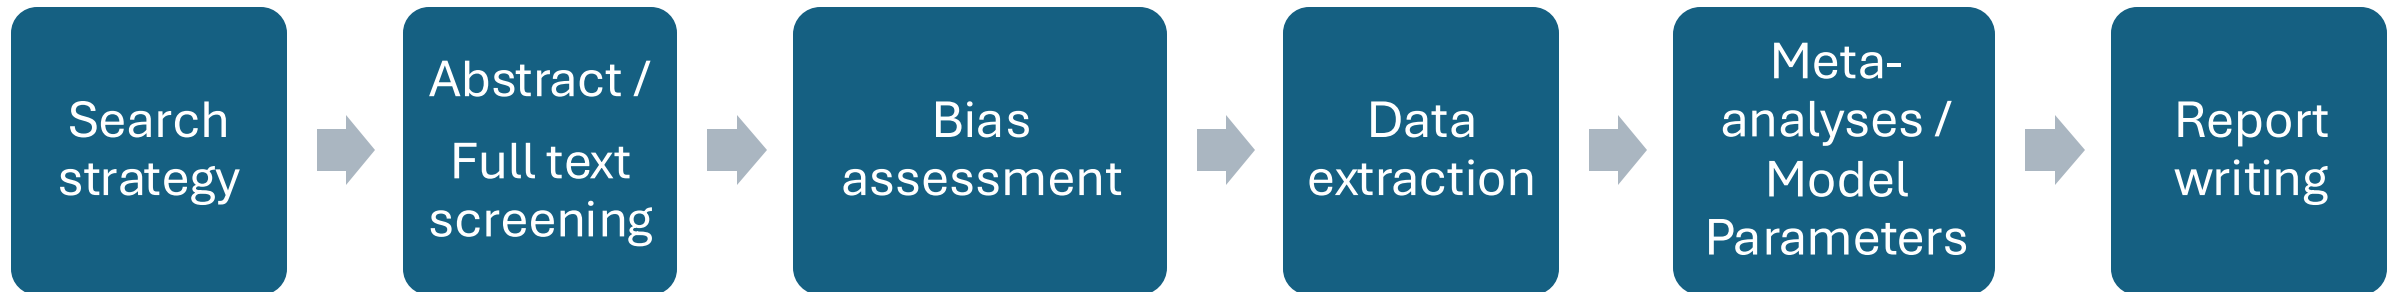 Search
strategy
Abstract /
Full text
screening
Bias
assessment
Data
extraction
Meta-
analyses /
Model
Parameters
Report
writing